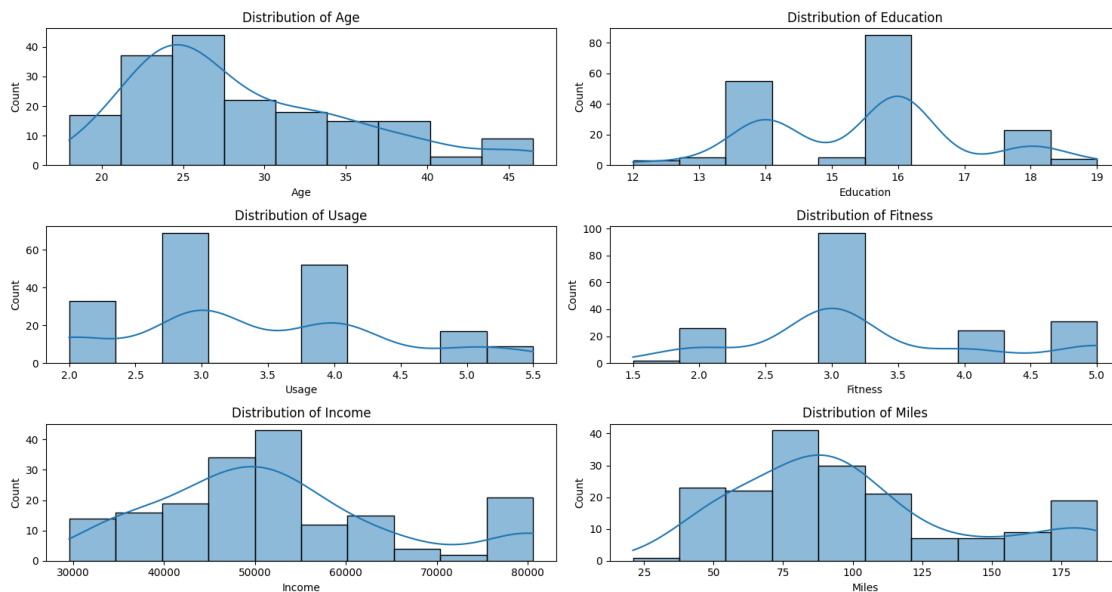 Distribution of Age
Count
40
30
20
10
0
20 25 30 35 40 45
Age
Distribution of Education
Count
80
60
40
20
0
12 13 14 15 16 17 18 19
Education
Distribution of Usage
Count
60
40
20
0
2.0 2.5 3.0 3.5 4.0 4.5 5.0 5.5
Usage
Distribution of Fitness
Count
100
80
60
40
20
0
1.5 2.0 2.5 3.0 3.5 4.0 4.5 5.0
Fitness
Distribution of Income
Count
40
30
20
10
0
30000 40000 50000 60000 70000 80000
Income
Distribution of Miles
Count
40
30
20
10
0
25 50 75 100 125 150 175
Miles